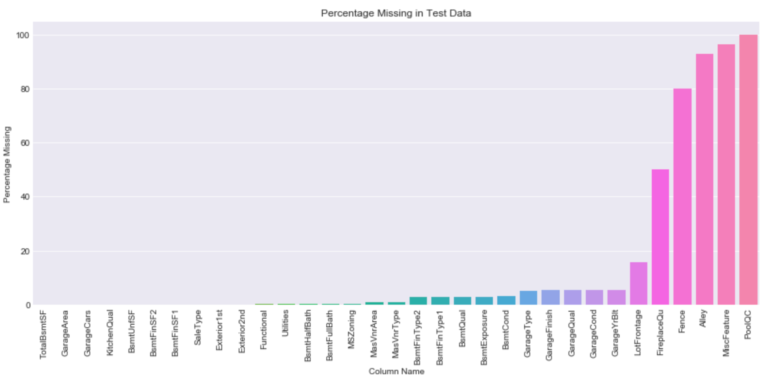 Percentage Missing in Test Data
Percentage Missing
100
80
60
40
20
0
TotalBsmtSF
GarageArea
GarageCars
KitchenQual
BsmtUnfSF
BsmtFinSF2
BsmtFinSF1
SaleType
Exterior1st
Exterior2nd
Functional
Utilities
BsmtHalfBath
BsmtFullBath
MSZoning
MasVnrArea
MasVnrType
BsmtFinType2
BsmtFinType1
BsmtQual
BsmtExposure
BsmtCond
GarageType
GarageFinish
GarageQual
GarageCond
GarageYrBlt
LotFrontage
FireplaceQu
Fence
Alley
MiscFeature
PoolQC
Column Name